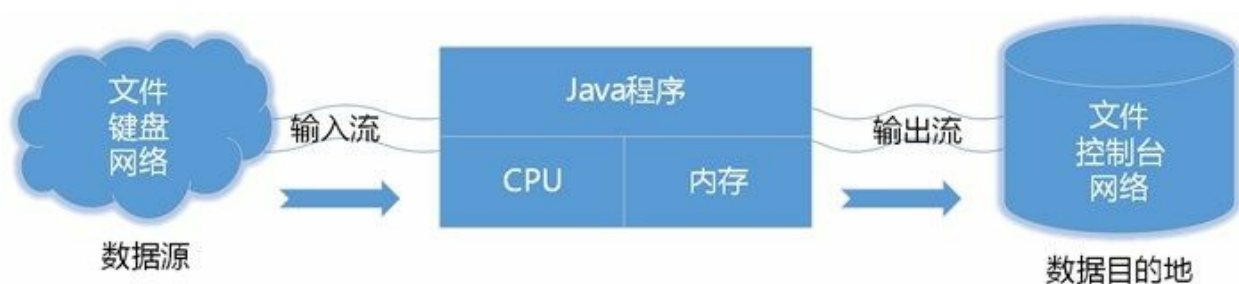 文件
键盘
网络
数据源
输入流
Java程序
CPU
内存
输出流
文件
控制台
网络
数据目的地